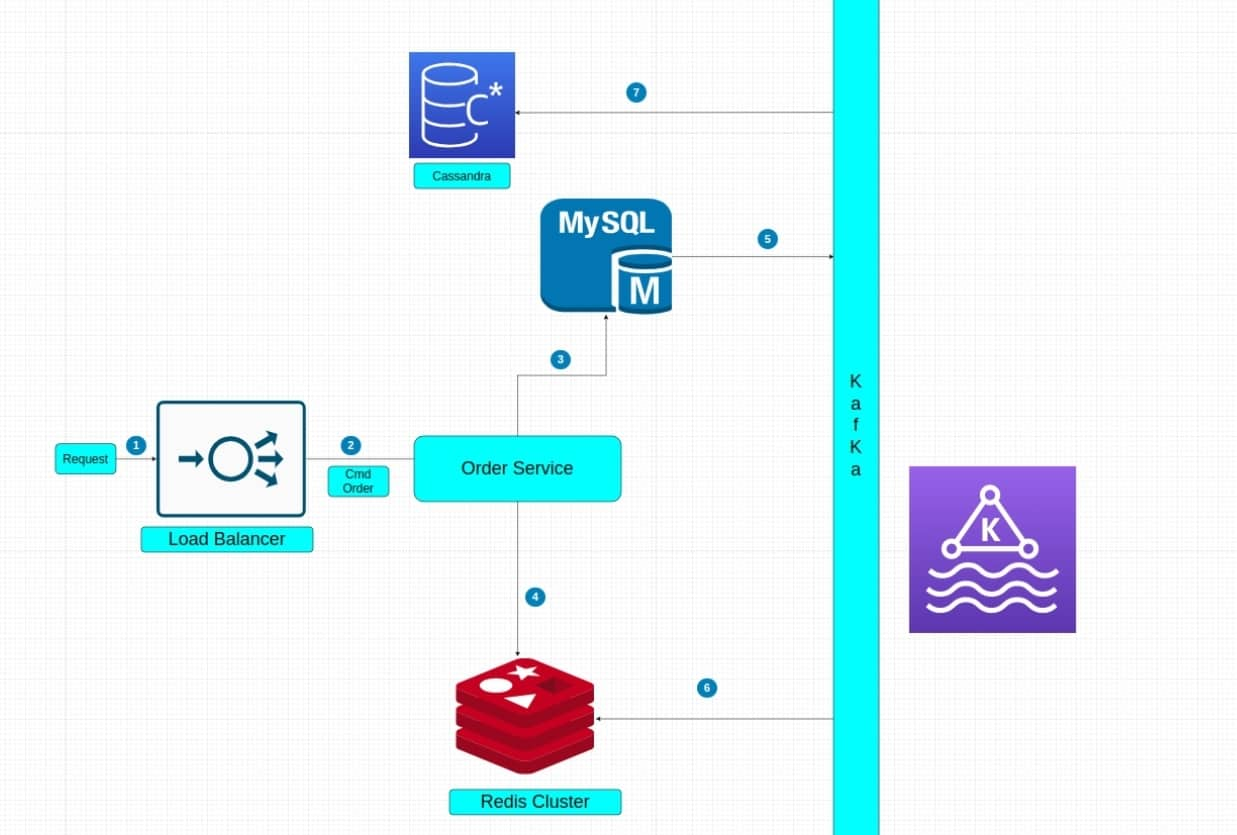 7
C*
Cassandra
MySQL
M
5
3
K
a
f
K
a
Request
1
2
Cmd
Order
Order Service
Load Balancer
K
4
6
Redis Cluster